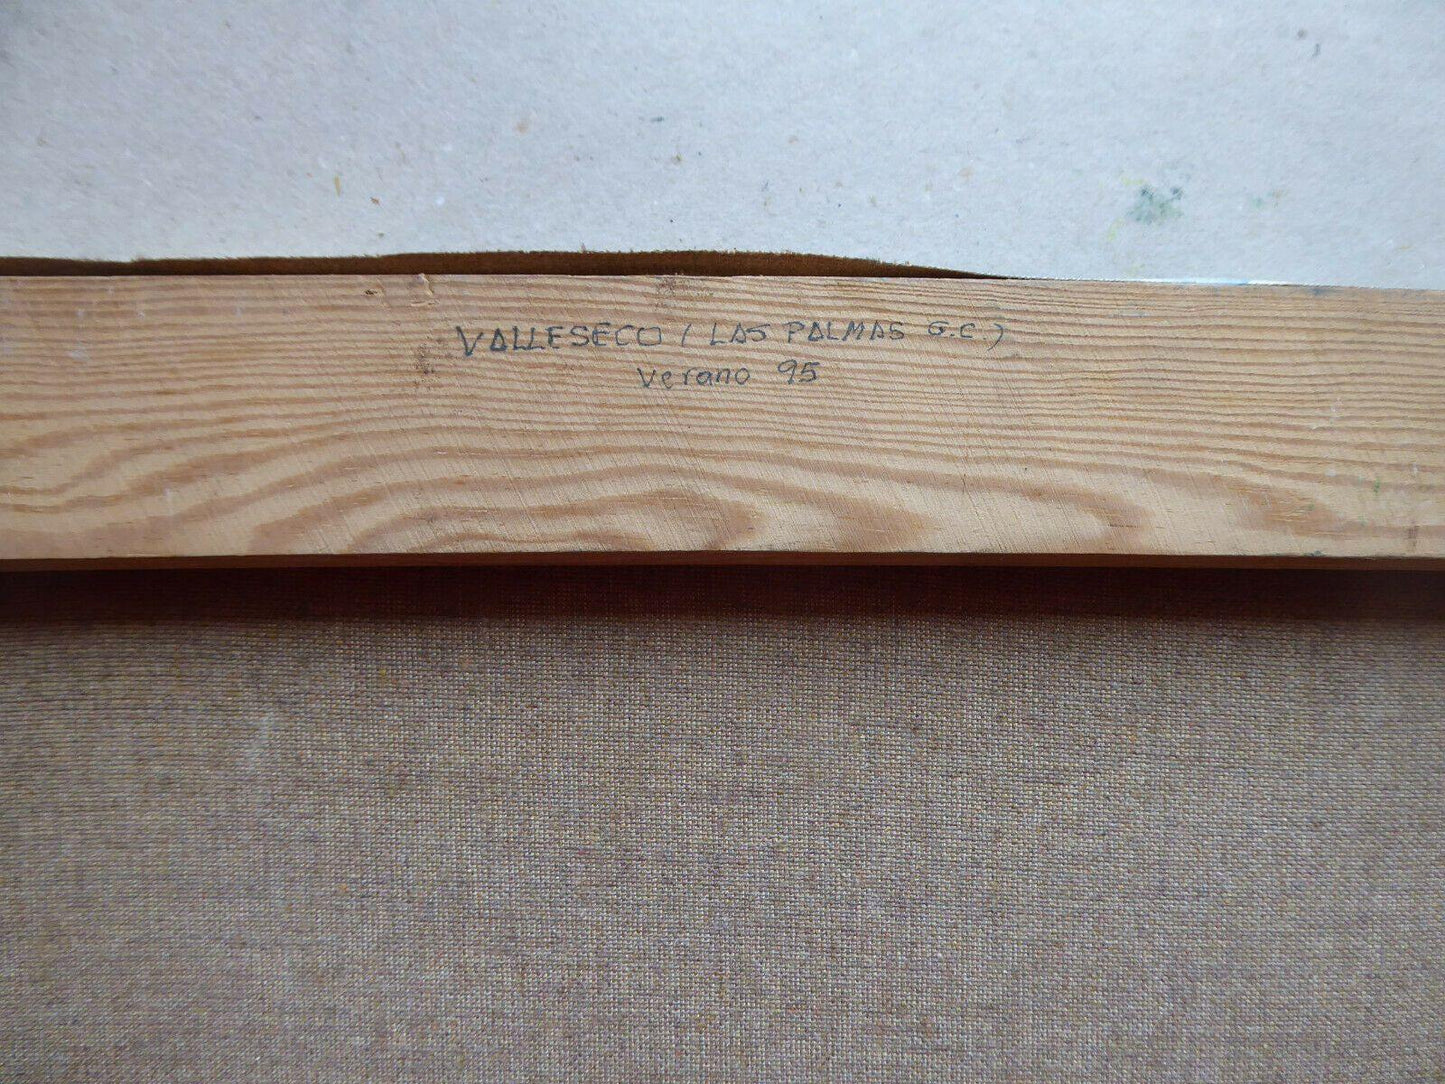 VALLESECO (LAS PALMAS G.C.)
Verano 95